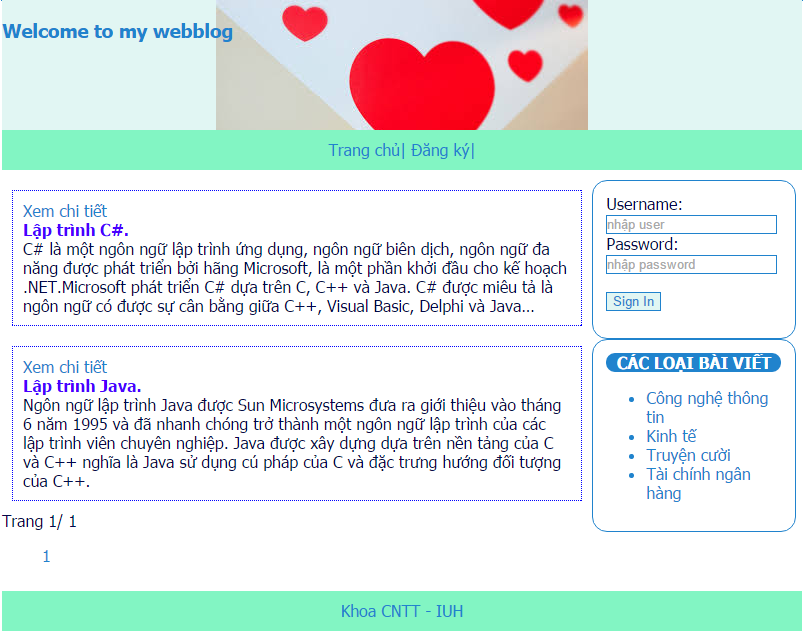 Welcome to my webblog
Trang chủ| Đăng ký|
Xem chi tiết
Lập trình C#.
C# là một ngôn ngữ lập trình ứng dụng, ngôn ngữ biên dịch, ngôn ngữ đa
năng được phát triển bởi hãng Microsoft, là một phần khởi đầu cho kế hoạch
.NET.Microsoft phát triển C# dựa trên C, C++ và Java. C# được miêu tả là
ngôn ngữ có được sự cân bằng giữa C++, Visual Basic, Delphi và Java...
Xem chi tiết
Lập trình Java.
Ngôn ngữ lập trình Java được Sun Microsystems đưa ra giới thiệu vào tháng
6 năm 1995 và đã nhanh chóng trở thành một ngôn ngữ lập trình của các
lập trình viên chuyên nghiệp. Java được xây dựng dựa trên nền tảng của C
và C++ nghĩa là Java sử dụng cú pháp của C và đặc trưng hướng đối tượng
của C++.
Trang 1/ 1
1
Username:
nhập user
Password:
nhập password
Sign In
CÁC LOẠI BÀI VIẾT
Công nghệ thông
tin
Kinh tế
Truyện cười
Tài chính ngân
hàng
Khoa CNTT - IUH